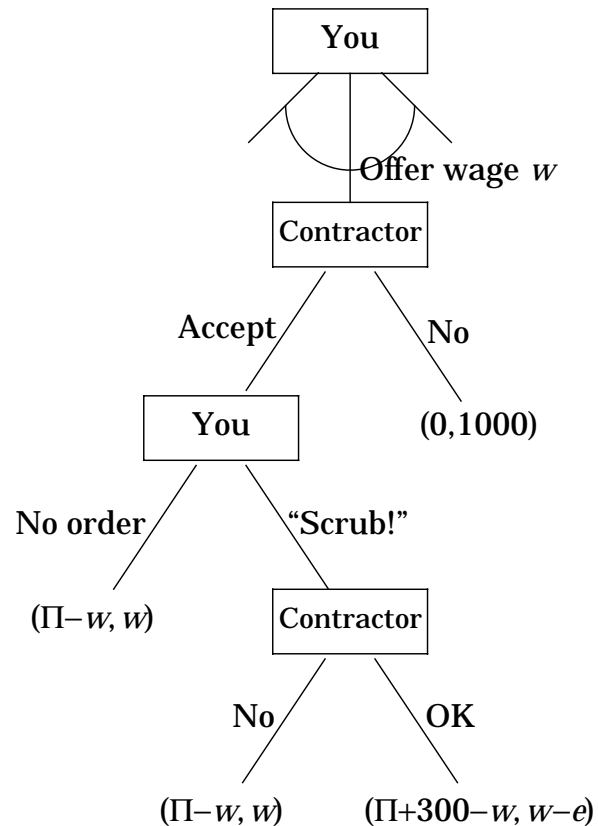 You
Offer wage w
Contractor
Accept
No
You
(0,1000)
No order
“Scrub!”
(Π−w, w)
Contractor
No
OK
(Π−w, w)
(Π+300−w, w−e)